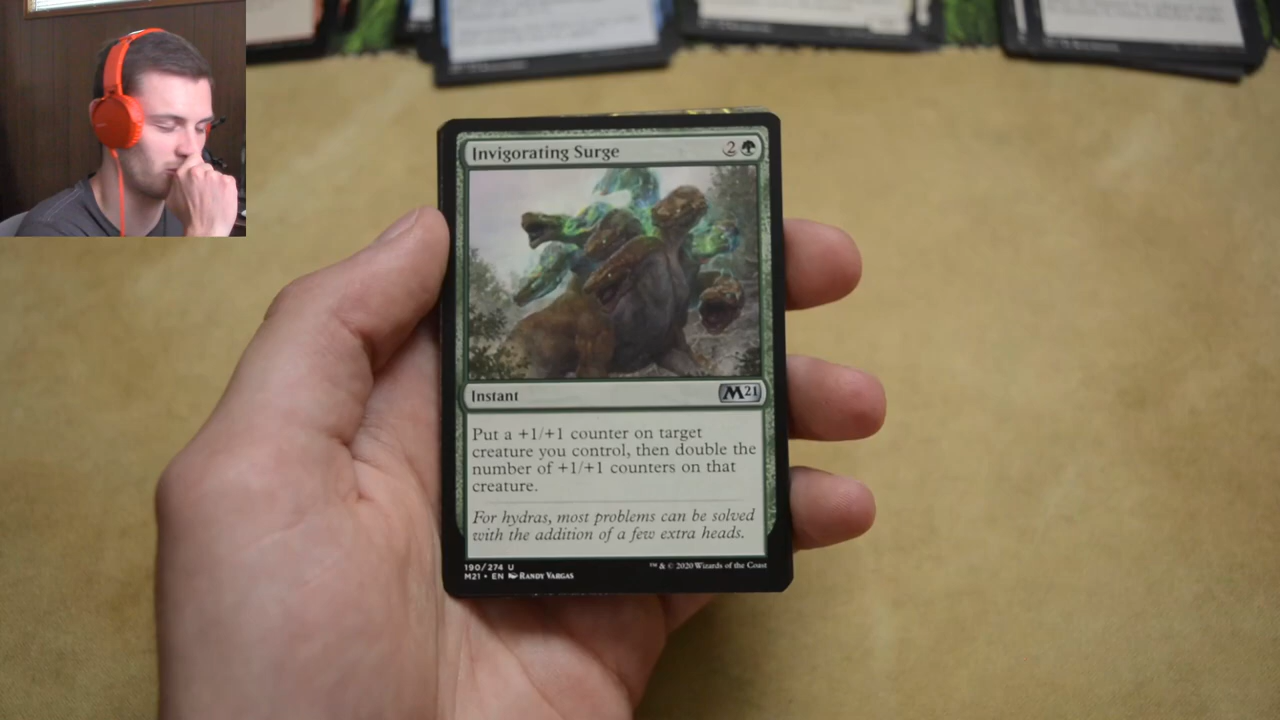 Invigorating Surge 2
Instant M21
Put a +1/+1 counter on target
creature you control, then double the
number of +1/+1 counters on that
creature.
For hydras, most problems can be solved
with the addition of a few extra heads.
190/274 U
M21 • EN RANDY VARGAS
™ & © 2020 Wizards of the Coast